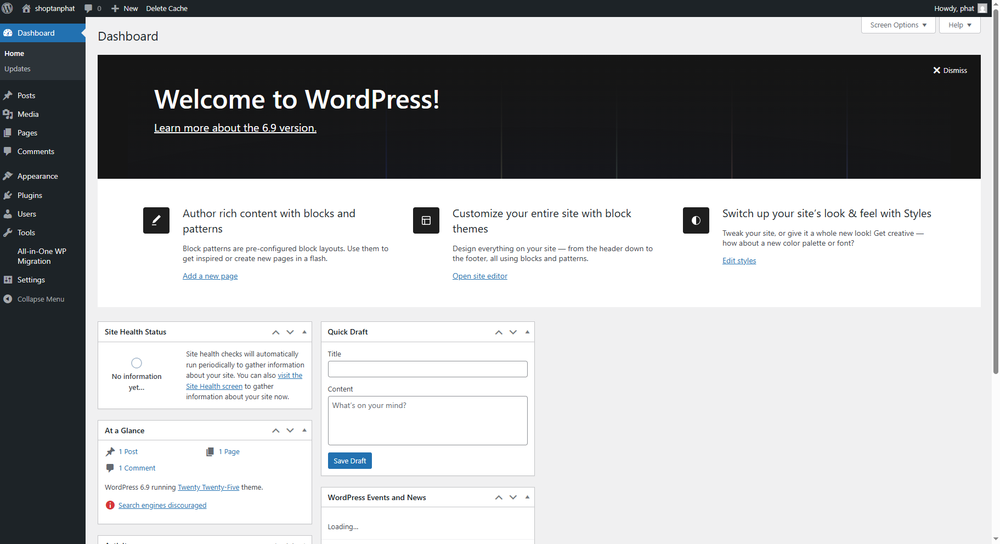 shoptanphat
0
New
Delete Cache
Howdy, phat
Dashboard
Home
Updates
Posts
Media
Pages
Comments
Appearance
Plugins
Users
Tools
All-in-One WP
Migration
Settings
Collapse Menu
Screen Options
Help
Dashboard
Dismiss
Welcome to WordPress!
Learn more about the 6.9 version.
Author rich content with blocks and
patterns
Block patterns are pre-configured block layouts. Use them to
get inspired or create new pages in a flash.
Add a new page
Customize your entire site with block
themes
Design everything on your site — from the header down to
the footer, all using blocks and patterns.
Open site editor
Switch up your site’s look & feel with Styles
Tweak your site, or give it a whole new look! Get creative —
how about a new color palette or font?
Edit styles
Site Health Status
No information
yet…
Site health checks will automatically
run periodically to gather information
about your site. You can also visit the
Site Health screen to gather
information about your site now.
At a Glance
1 Post
1 Page
1 Comment
WordPress 6.9 running Twenty Twenty-Five theme.
Search engines discouraged
Quick Draft
Title
Content
What’s on your mind?
Save Draft
WordPress Events and News
Loading…